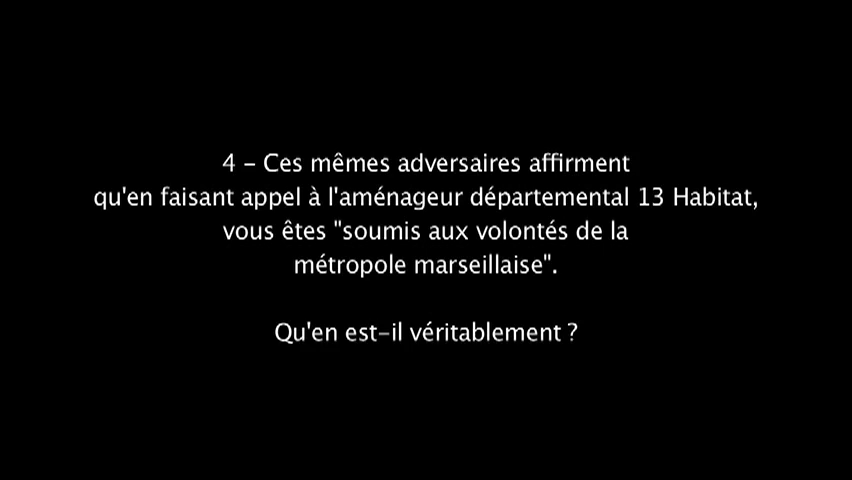 4 – Ces mêmes adversaires affirment
qu'en faisant appel à l'aménageur départemental 13 Habitat,
vous êtes "soumis aux volontés de la
métropole marseillaise".
Qu'en est-il véritablement ?